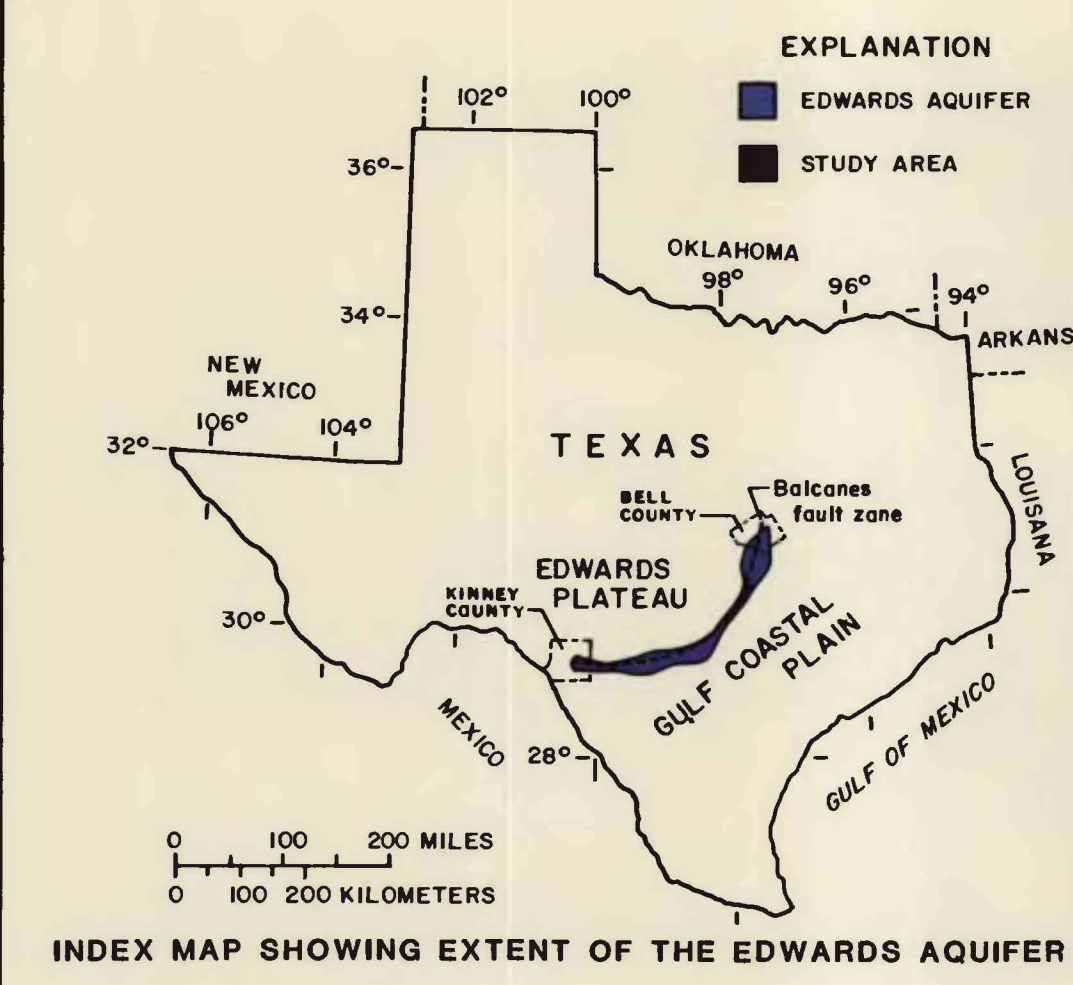 EXPLANATION
EDWARDS AQUIFER
STUDY AREA
102°
100°
36°
OKLAHOMA
98°
96°
94°
34°
ARKANS
NEW
MEXICO
106°
104°
32°
TEXAS
LOUISANA
BELL
COUNTY
Balcanes
fault zane
EDWARDS
PLATEAU
KINNEY
COUNTY
30°
GULF COASTAL
PLAIN
MEXICO
GULF OF MEXICO
28°
0 100 200 MILES
0 100 200 KILOMETERS
INDEX MAP SHOWING EXTENT OF THE EDWARDS AQUIFER